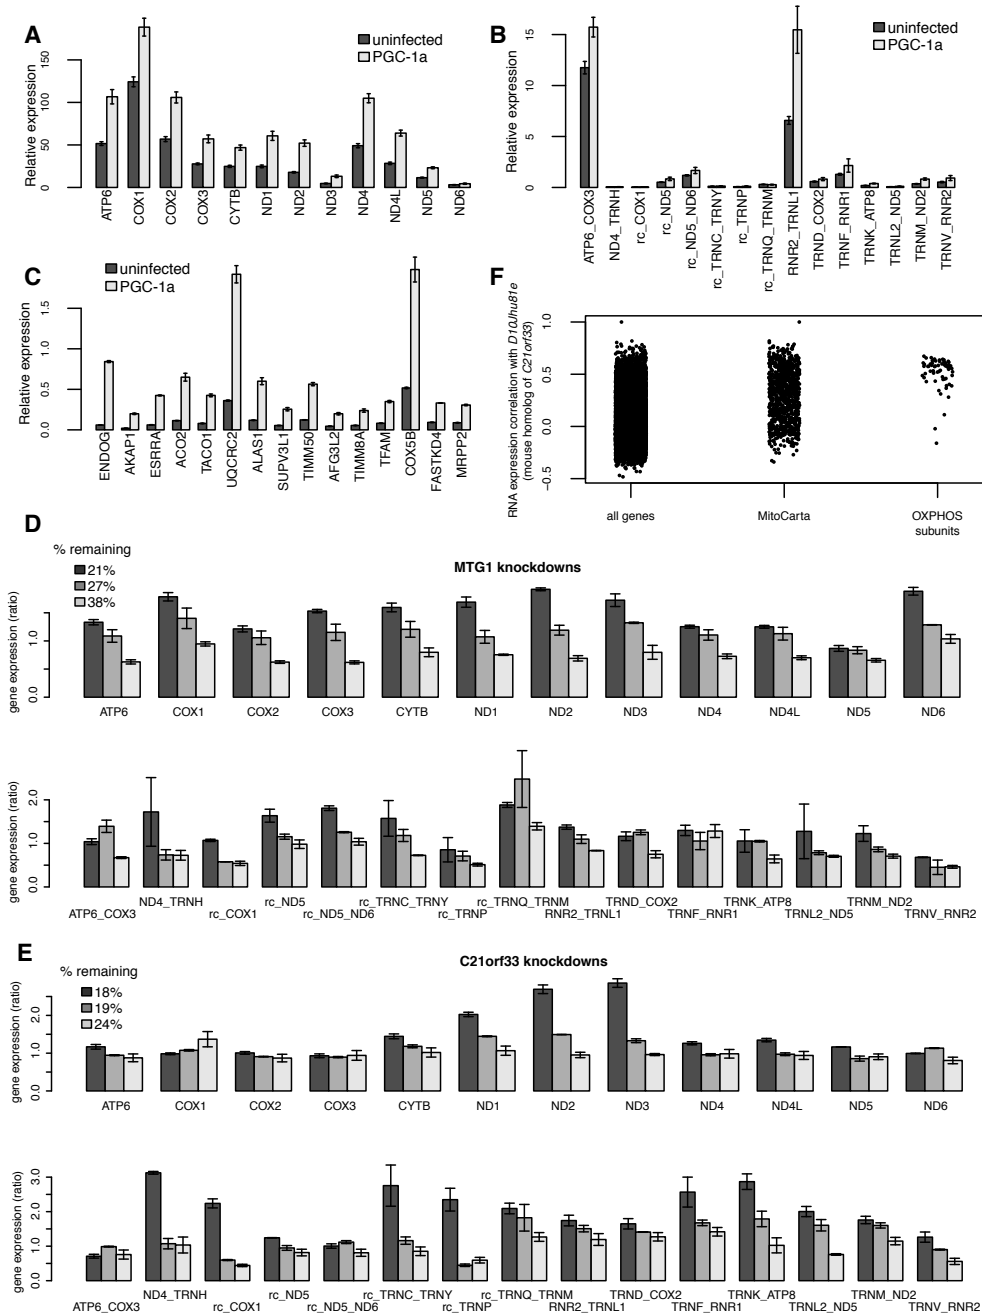 A
Relative expression
0 50 100 150
uninfected
PGC-1a
ATP6 COX1 COX2 COX3 CYTB ND1 ND2 ND3 ND4 ND4L ND5 ND6
B
Relative expression
0 5 10 15
uninfected
PGC-1a
ATP6_COX3 ND4_TRNH rc_COX1 rc_ND5 rc_ND5_ND6 rc_TRNC_TRNY rc_TRNP rc_TRNQ_TRNM RNR2_TRNL1 TRND_COX2 TRNF_RNR1 TRNK_ATP8 TRNL2_ND5 TRNM_ND2 TRNV_RNR2
C
Relative expression
0.0 0.5 1.0 1.5
uninfected
PGC-1a
ENDOG AKAP1 ESRRA ACO2 TACO1 UQCRC2 ALAS1 SUPV3L1 TIMM50 AFG3L2 TIMM8A TFAM COX5B FASTKD4 MRPP2
F
RNA expression correlation with D10Jhu81e
(mouse homolog of C21orf33)
−0.5 0.0 0.5 1.0
all genes MitoCarta OXPHOS
subunits
D
% remaining
21%
27%
38%
MTG1 knockdowns
gene expression (ratio)
0.0 1.0
ATP6 COX1 COX2 COX3 CYTB ND1 ND2 ND3 ND4 ND4L ND5 ND6
gene expression (ratio)
0.0 1.0 2.0
ND4_TRNH rc_ND5 rc_TRNC_TRNY rc_TRNQ_TRNM TRND_COX2 TRNK_ATP8 TRNM_ND2
ATP6_COX3 rc_COX1 rc_ND5_ND6 rc_TRNP RNR2_TRNL1 TRNF_RNR1 TRNL2_ND5 TRNV_RNR2
E
% remaining
18%
19%
24%
C21orf33 knockdowns
gene expression (ratio)
0.0 1.0 2.0
ATP6 COX1 COX2 COX3 CYTB ND1 ND2 ND3 ND4 ND4L ND5 ND6
gene expression (ratio)
0.0 1.0 2.0 3.0
ND4_TRNH rc_ND5 rc_TRNC_TRNY rc_TRNQ_TRNM TRND_COX2 TRNK_ATP8 TRNM_ND2
ATP6_COX3 rc_COX1 rc_ND5_ND6 rc_TRNP RNR2_TRNL1 TRNF_RNR1 TRNL2_ND5 TRNV_RNR2